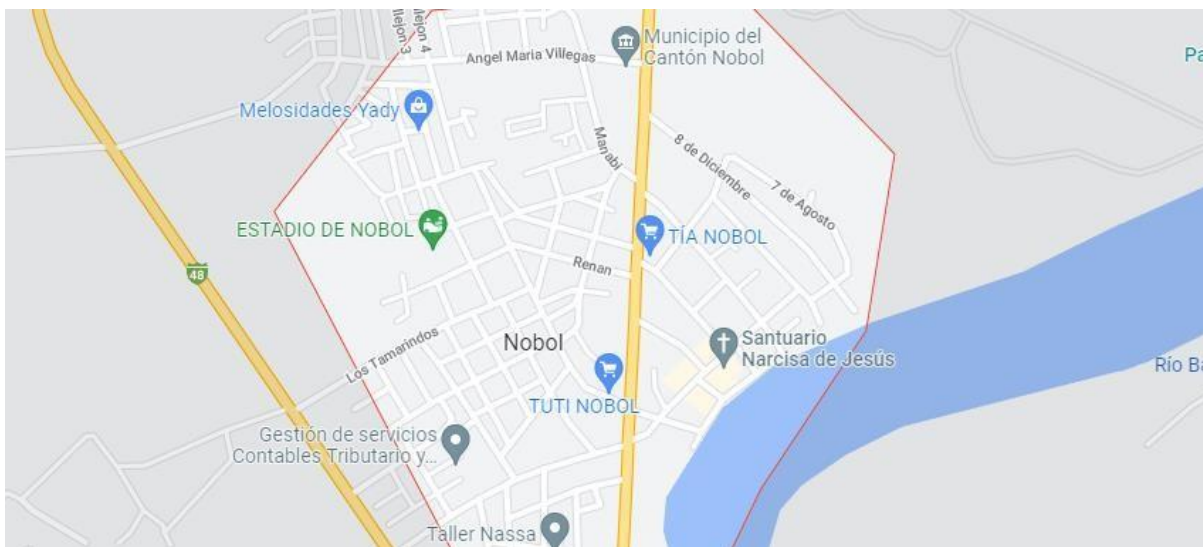 llejon 3
llejon 4
Angel Maria Villegas
Municipio del
Cantón Nobol
Pa
Melosidades Yady
Manabí
8 de Diciembre
7 de Agosto
ESTADIO DE NOBOL
TÍA NOBOL
Renan
48
Los Tamarindos
Nobol
Santuario
Narcisa de Jesús
Río Ba
TUTI NOBOL
Gestión de servicios
Contables Tributario y...
Taller Nassa